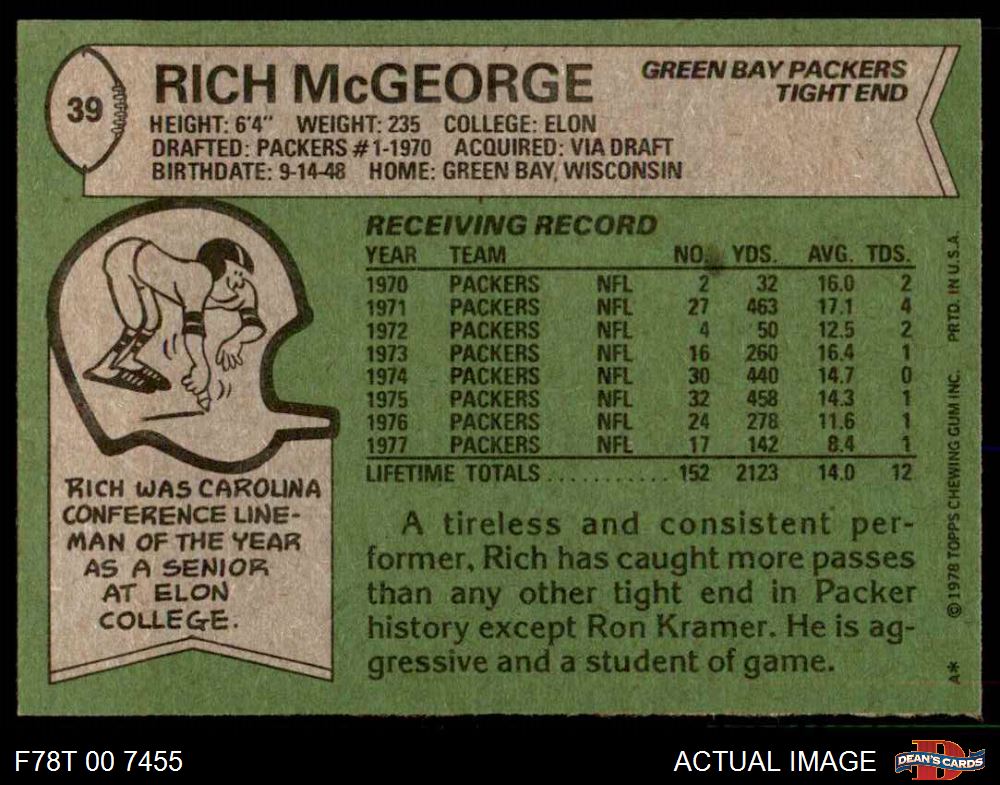 39
RICH McGEORGE
GREEN BAY PACKERS
TIGHT END
HEIGHT: 6'4" WEIGHT: 235 COLLEGE: ELON
DRAFTED: PACKERS #1-1970 ACQUIRED: VIA DRAFT
BIRTHDATE: 9-14-48 HOME: GREEN BAY, WISCONSIN
RECEIVING RECORD
YEAR TEAM NO. YDS. AVG. TDS.
1970 PACKERS NFL 2 32 16.0 2
1971 PACKERS NFL 27 463 17.1 4
1972 PACKERS NFL 4 50 12.5 2
1973 PACKERS NFL 16 260 16.4 1
1974 PACKERS NFL 30 440 14.7 0
1975 PACKERS NFL 32 458 14.3 1
1976 PACKERS NFL 24 278 11.6 1
1977 PACKERS NFL 17 142 8.4 1
LIFETIME TOTALS .......... 152 2123 14.0 12
RICH WAS CAROLINA
CONFERENCE LINE-
MAN OF THE YEAR
AS A SENIOR
AT ELON
COLLEGE.
A tireless and consistent per-
former, Rich has caught more passes
than any other tight end in Packer
history except Ron Kramer. He is ag-
gressive and a student of game.
A* © 1978 TOPPS CHEWING GUM INC. PRTD. IN U.S.A.
F78T 00 7455
ACTUAL IMAGE
DEAN'S CARDS